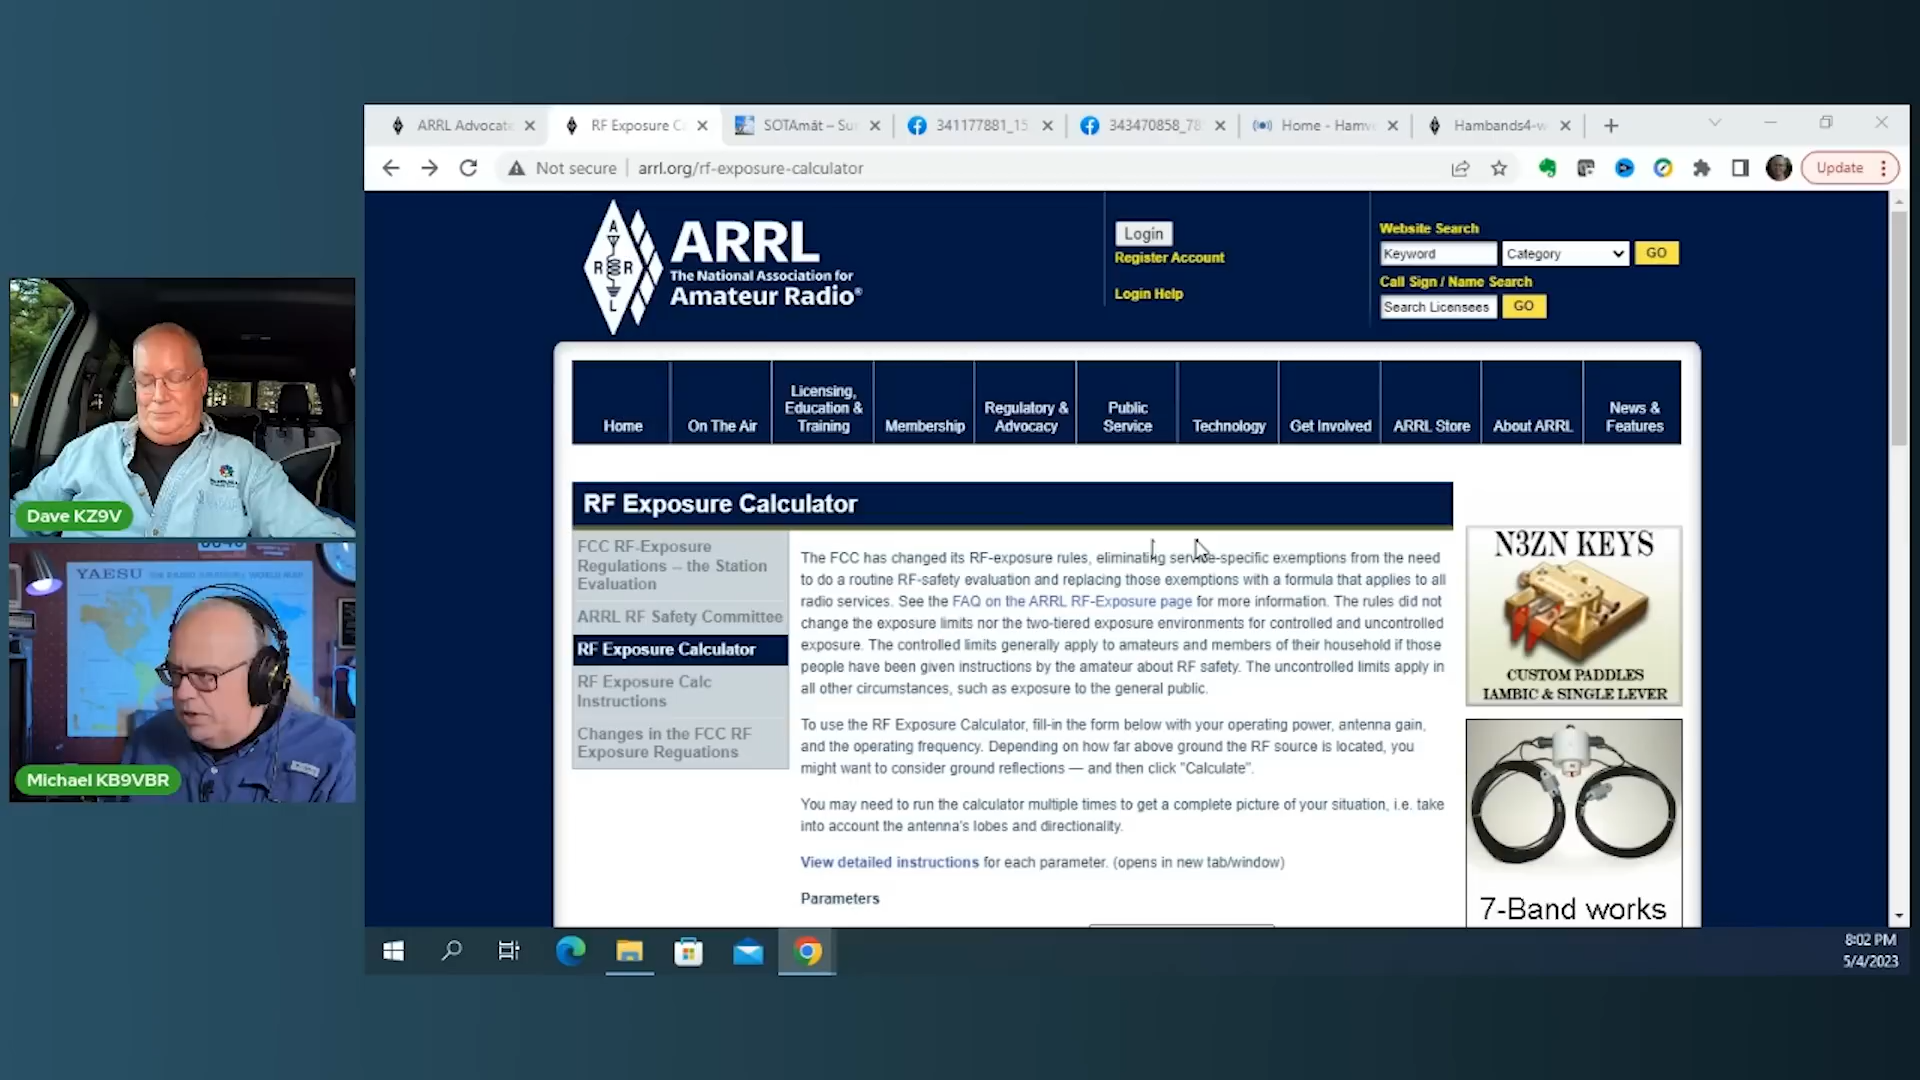 ARRL Advocate
RF Exposure C
SOTAmāt – Su
341177881_15
343470858_78
Home - Hamv
Hambands4-w
Not secure
arrl.org/rf-exposure-calculator
Update
A
R R
L
ARRL
The National Association for
Amateur Radio®
Login
Register Account
Login Help
Website Search
Keyword
Category
GO
Call Sign / Name Search
Search Licensees
GO
Home
On The Air
Licensing,
Education &
Training
Membership
Regulatory &
Advocacy
Public
Service
Technology
Get Involved
ARRL Store
About ARRL
News &
Features
RF Exposure Calculator
FCC RF-Exposure
Regulations – the Station
Evaluation
ARRL RF Safety Committee
RF Exposure Calculator
RF Exposure Calc
Instructions
Changes in the FCC RF
Exposure Reguations
The FCC has changed its RF-exposure rules, eliminating service-specific exemptions from the need
to do a routine RF-safety evaluation and replacing those exemptions with a formula that applies to all
radio services. See the FAQ on the ARRL RF-Exposure page for more information. The rules did not
change the exposure limits nor the two-tiered exposure environments for controlled and uncontrolled
exposure. The controlled limits generally apply to amateurs and members of their household if those
people have been given instructions by the amateur about RF safety. The uncontrolled limits apply in
all other circumstances, such as exposure to the general public.
To use the RF Exposure Calculator, fill-in the form below with your operating power, antenna gain,
and the operating frequency. Depending on how far above ground the RF source is located, you
might want to consider ground reflections — and then click "Calculate".
You may need to run the calculator multiple times to get a complete picture of your situation, i.e. take
into account the antenna's lobes and directionality.
View detailed instructions for each parameter. (opens in new tab/window)
Parameters
N3ZN KEYS
CUSTOM PADDLES
IAMBIC & SINGLE LEVER
7-Band works
Dave KZ9V
YAESU
Michael KB9VBR
8:02 PM
5/4/2023